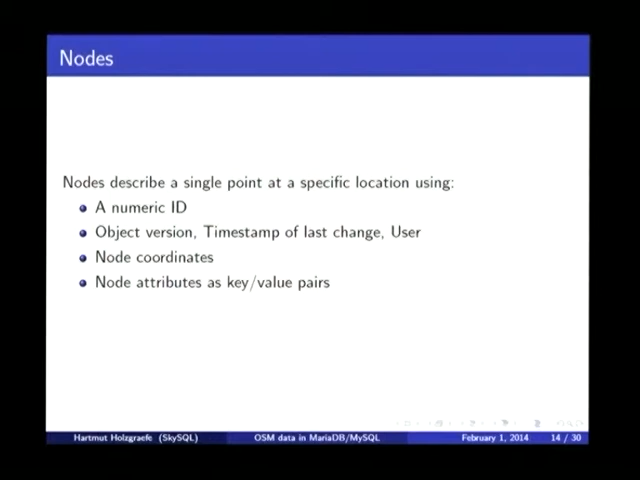 Nodes
Nodes describe a single point at a specific location using:
A numeric ID
Object version, Timestamp of last change, User
Node coordinates
Node attributes as key/value pairs
Hartmut Holzgraefe (SkySQL) OSM data in MariaDB/MySQL February 1, 2014 14 / 30